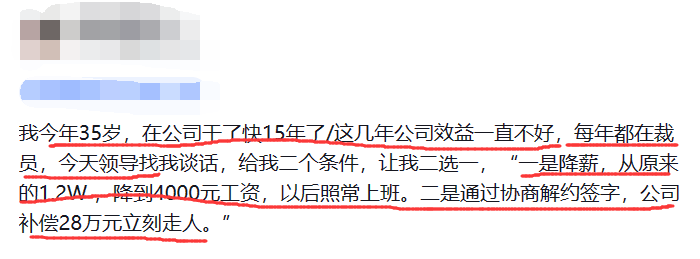 我今年35岁，在公司干了快15年了/这几年公司效益一直不好，每年都在裁
员，今天领导找我谈话，给我二个条件，让我二选一，“一是降薪，从原来
的1.2W ，降到4000元工资，以后照常上班。二是通过协商解约签字，公司
补偿28万元立刻走人。”